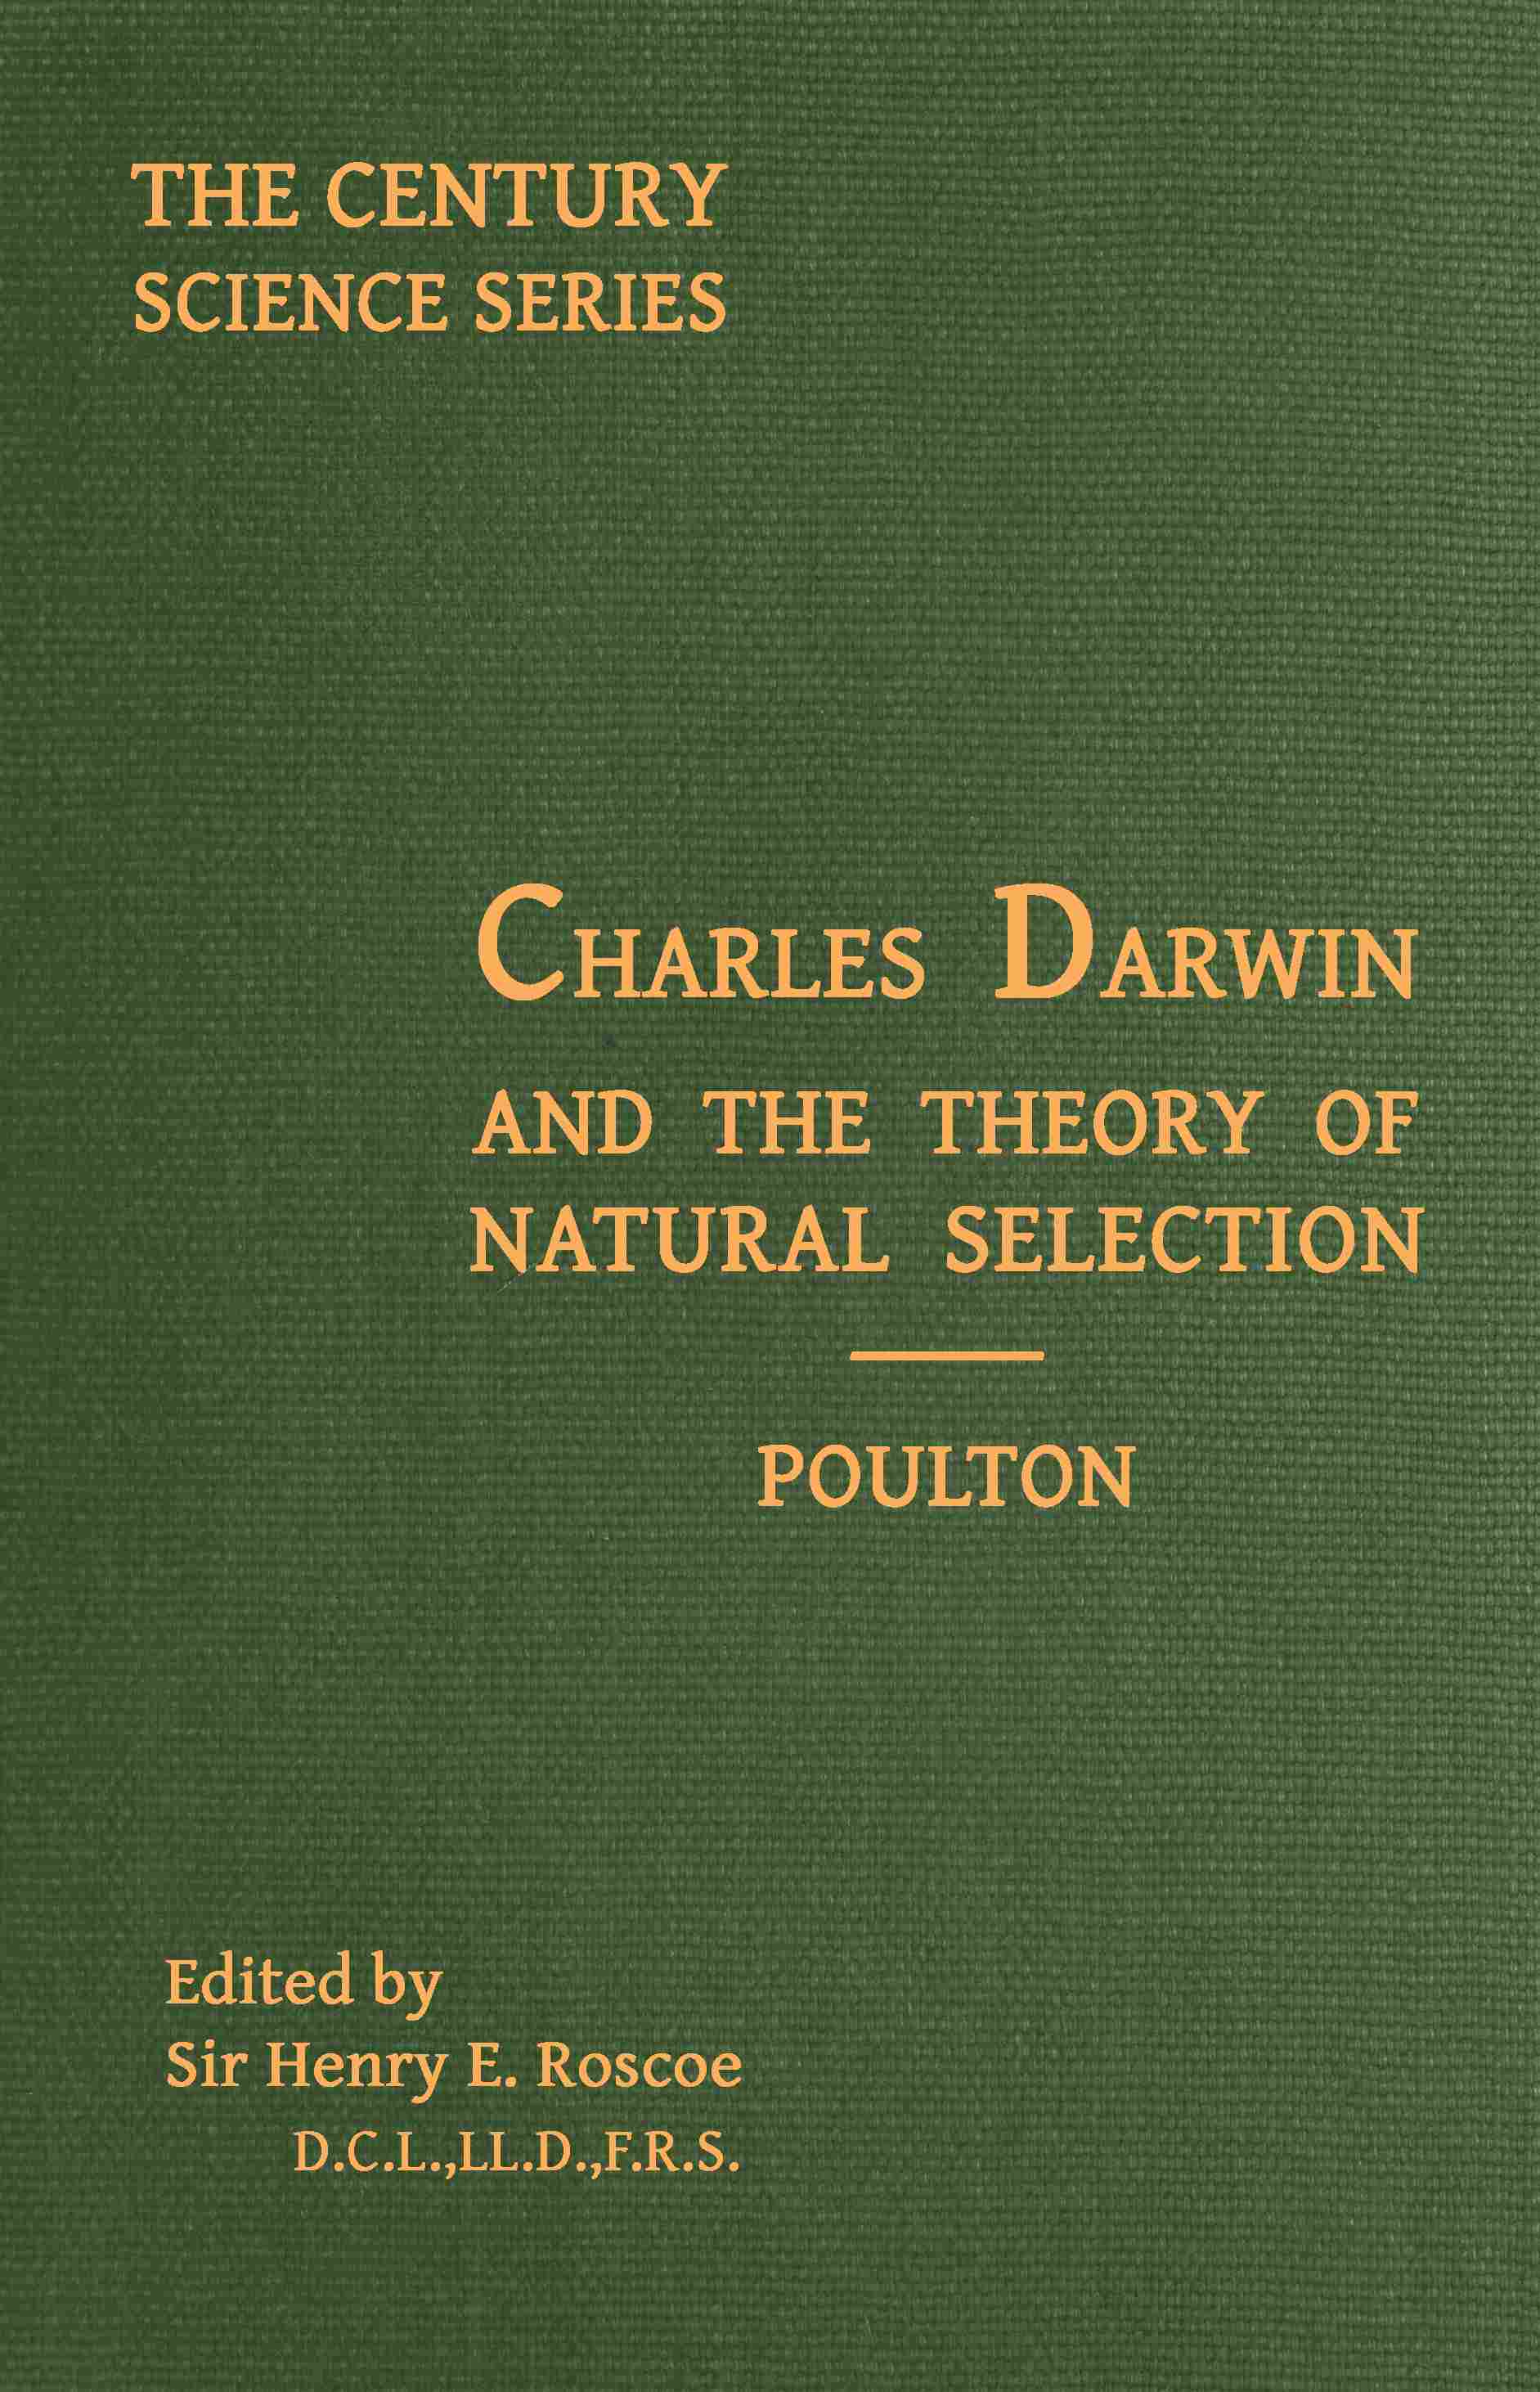 THE CENTURY
SCIENCE SERIES
CHARLES DARWIN
AND THE THEORY OF
NATURAL SELECTION
POULTON
Edited by
Sir Henry E. Roscoe
D.C.L.,LL.D.,F.R.S.